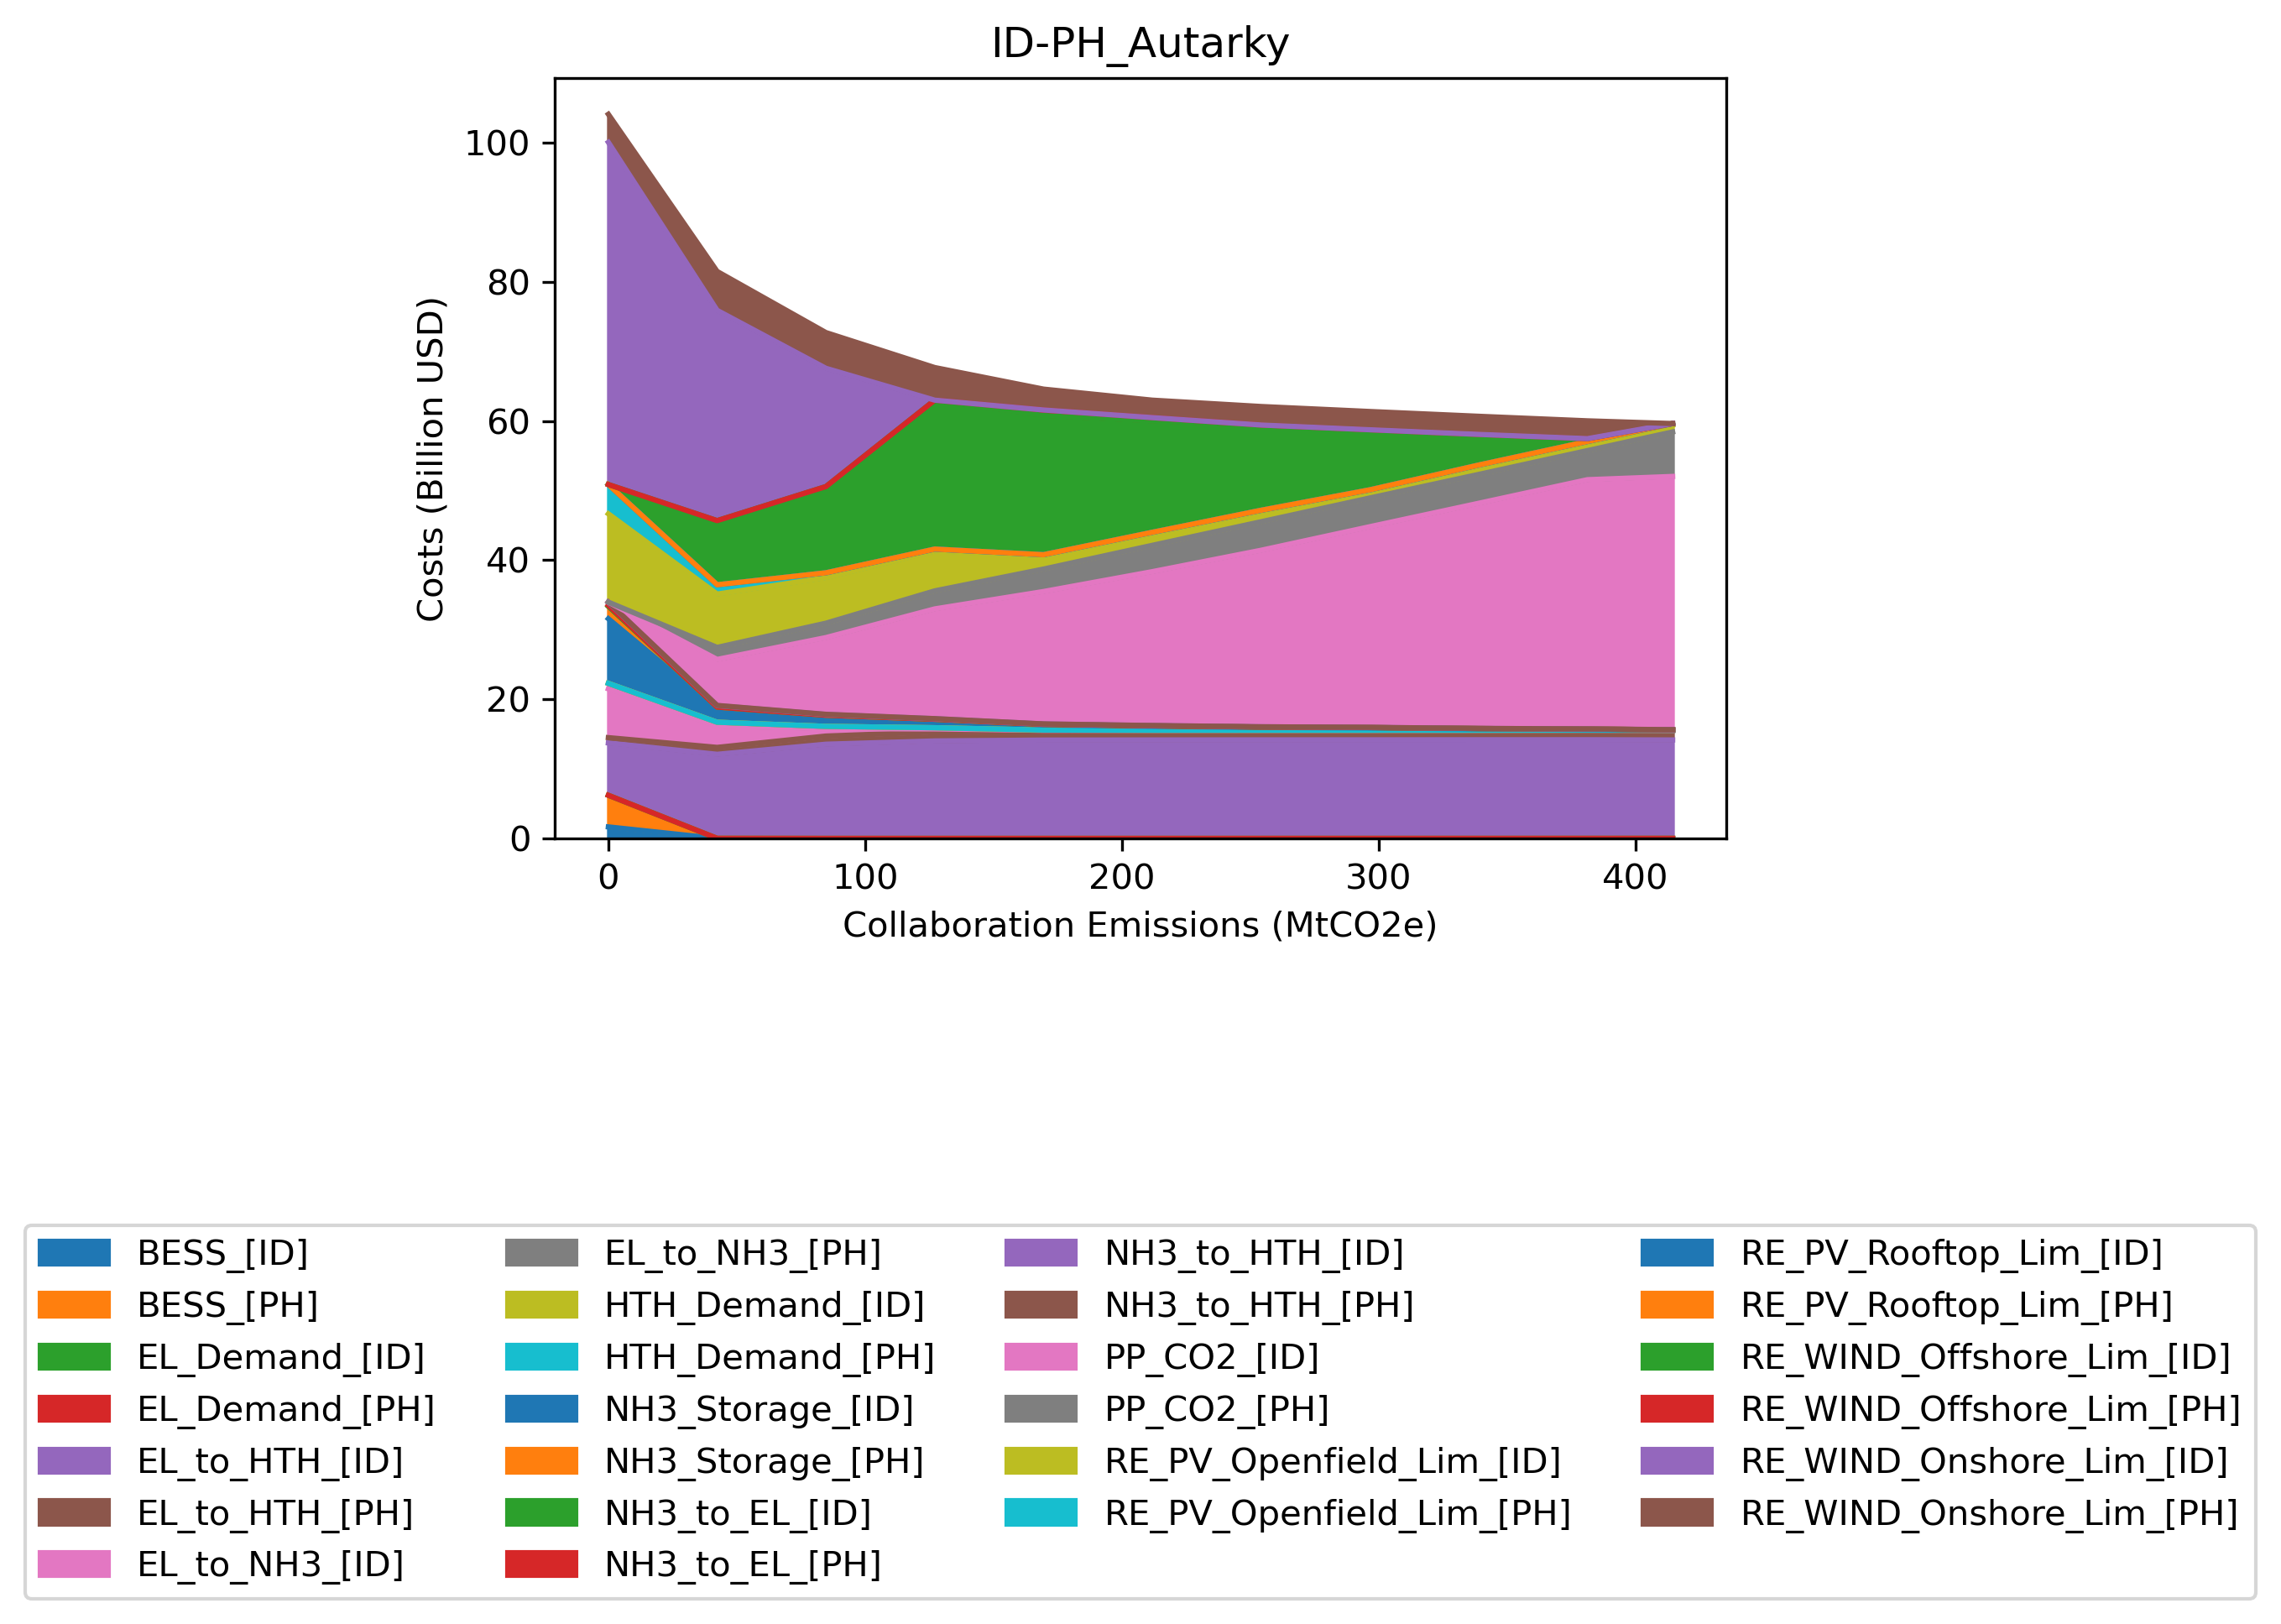 ID-PH_Autarky
Costs (Billion USD)
100
80
60
40
20
0
0 100 200 300 400
Collaboration Emissions (MtCO2e)
BESS_[ID]
BESS_[PH]
EL_Demand_[ID]
EL_Demand_[PH]
EL_to_HTH_[ID]
EL_to_HTH_[PH]
EL_to_NH3_[ID]
EL_to_NH3_[PH]
HTH_Demand_[ID]
HTH_Demand_[PH]
NH3_Storage_[ID]
NH3_Storage_[PH]
NH3_to_EL_[ID]
NH3_to_EL_[PH]
NH3_to_HTH_[ID]
NH3_to_HTH_[PH]
PP_CO2_[ID]
PP_CO2_[PH]
RE_PV_Openfield_Lim_[ID]
RE_PV_Openfield_Lim_[PH]
RE_PV_Rooftop_Lim_[ID]
RE_PV_Rooftop_Lim_[PH]
RE_WIND_Offshore_Lim_[ID]
RE_WIND_Offshore_Lim_[PH]
RE_WIND_Onshore_Lim_[ID]
RE_WIND_Onshore_Lim_[PH]